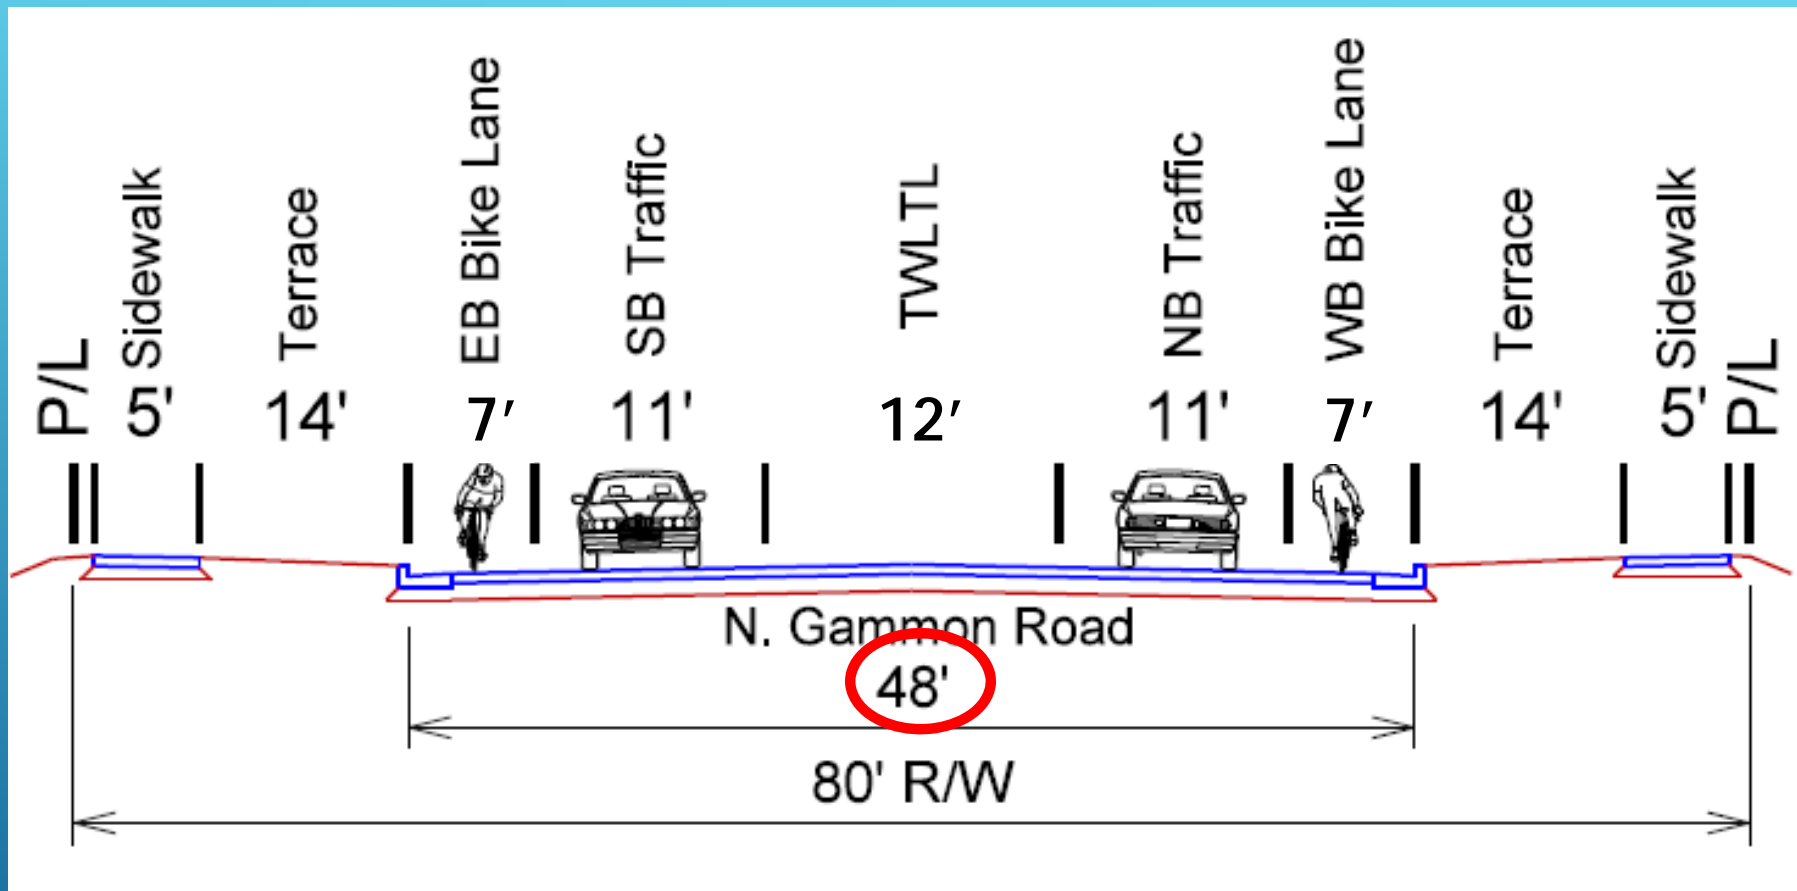 P/L
5' Sidewalk
14' Terrace
7' EB Bike Lane
11' SB Traffic
12' TWLTL
11' NB Traffic
7' WB Bike Lane
14' Terrace
5' Sidewalk
P/L
N. Gammon Road
48'
80' R/W